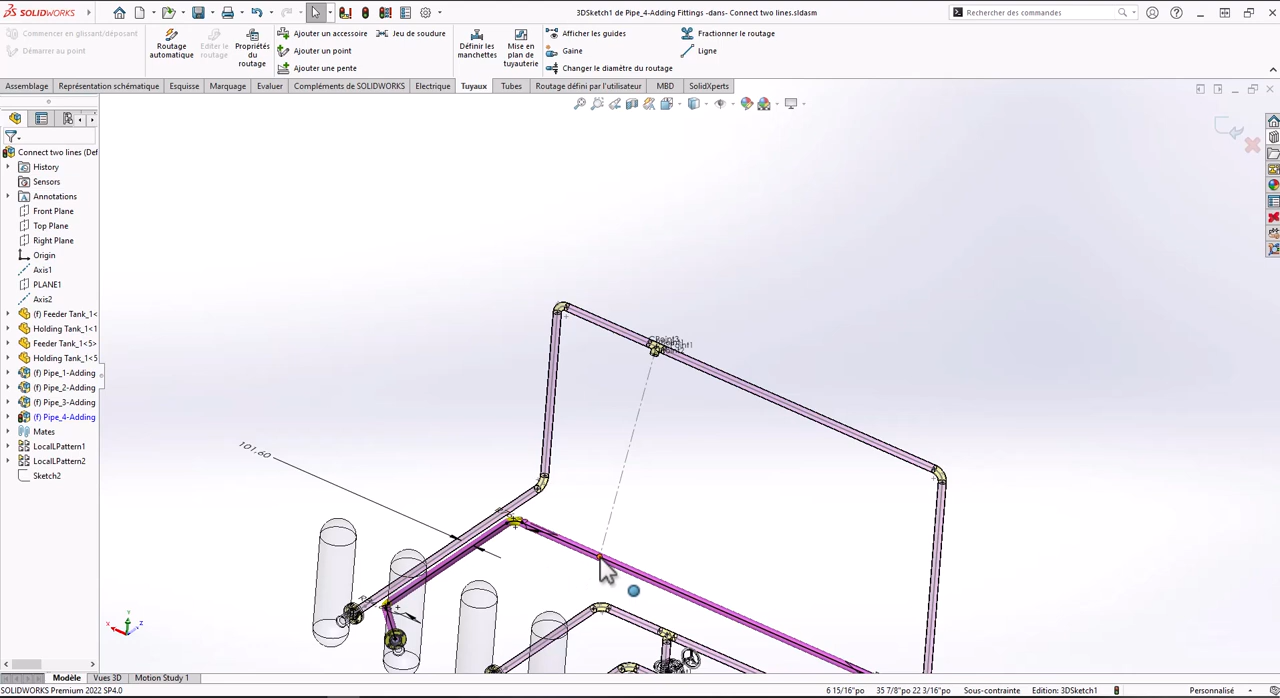 SOLIDWORKS
3DSketch1 de Pipe_4-Adding Fittings -dans- Connect two lines.sldasm
Rechercher des commandes
Commencer en glissant/déposant
Démarrer au point
Routage automatique
Editer le routage
Propriétés du routage
Ajouter un accessoire
Ajouter un point
Ajouter une pente
Jeu de soudure
Définir les manchettes
Mise en plan de tuyauterie
Afficher les guides
Gaine
Changer le diamètre du routage
Fractionner le routage
Ligne
Assemblage
Représentation schématique
Esquisse
Marquage
Evaluer
Compléments de SOLIDWORKS
Electrique
Tuyaux
Tubes
Routage défini par l'utilisateur
MBD
SolidXperts
Connect two lines (Def
History
Sensors
Annotations
Front Plane
Top Plane
Right Plane
Origin
Axis1
PLANE1
Axis2
(f) Feeder Tank_1<
Holding Tank_1<1
Feeder Tank_1<5>
Holding Tank_1<5
(f) Pipe_1-Adding
(f) Pipe_2-Adding
(f) Pipe_3-Adding
(f) Pipe_4-Adding
Mates
LocalLPattern1
LocalLPattern2
Sketch2
101,60
Modèle
Vues 3D
Motion Study 1
SOLIDWORKS Premium 2022 SP4.0
6 15/16"po
35 7/8"po 22 3/16"po
Sous-contrainte
Edition: 3DSketch1
Personnalisé